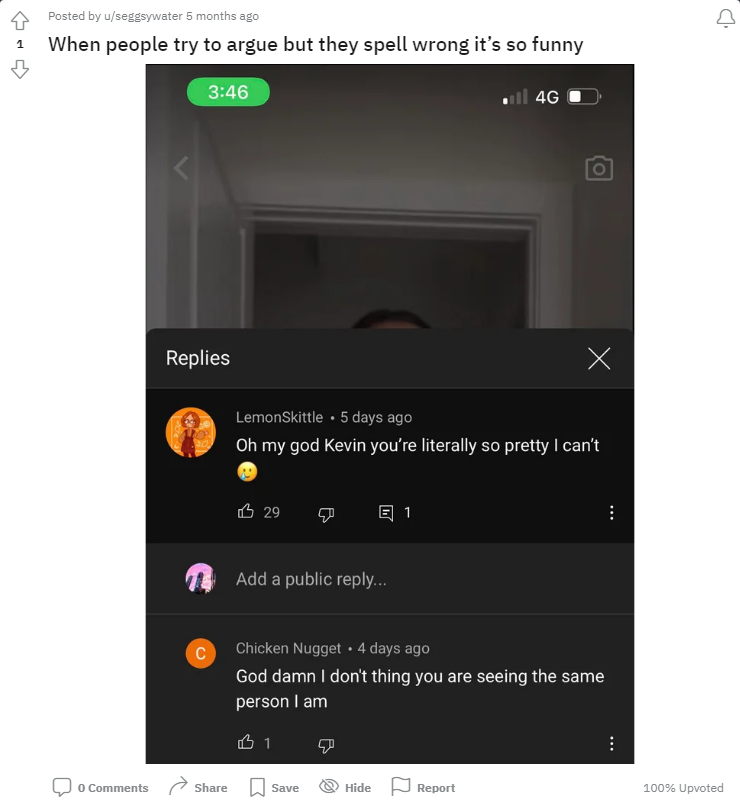 Posted by u/seggsywater 5 months ago
1
When people try to argue but they spell wrong it’s so funny
3:46
4G
Replies
LemonSkittle • 5 days ago
Oh my god Kevin you’re literally so pretty I can’t
🥲
29
1
Add a public reply...
C
Chicken Nugget • 4 days ago
God damn I don't thing you are seeing the same
person I am
1
0 Comments Share Save Hide Report 100% Upvoted